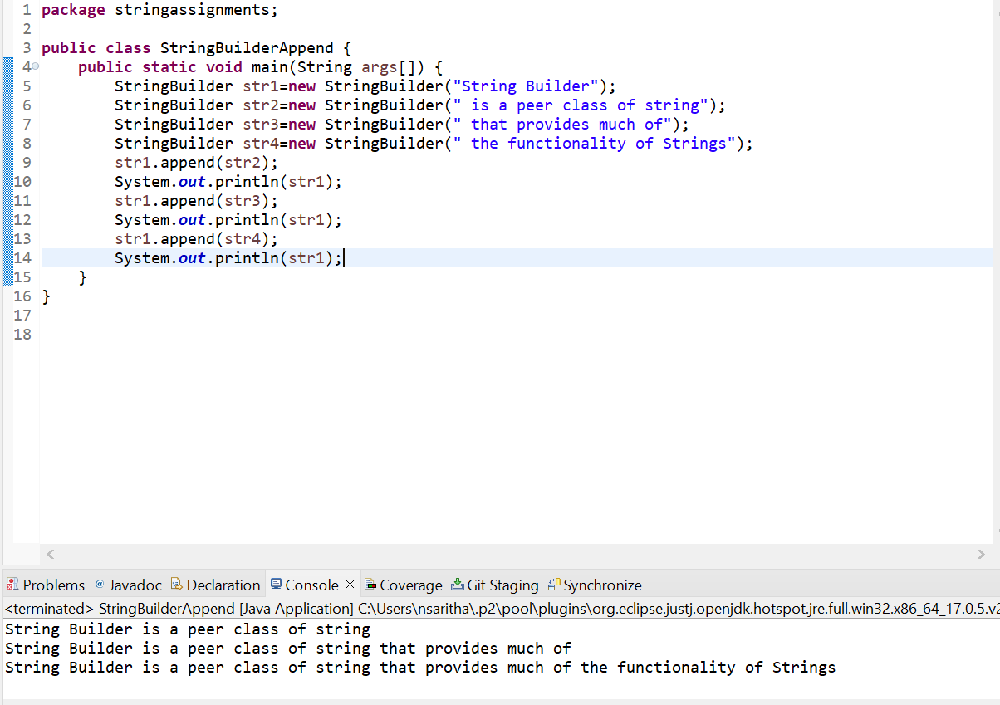 1 package stringassignments;
2
3 public class StringBuilderAppend {
4 public static void main(String args[]) {
5 StringBuilder str1=new StringBuilder("String Builder");
6 StringBuilder str2=new StringBuilder(" is a peer class of string");
7 StringBuilder str3=new StringBuilder(" that provides much of");
8 StringBuilder str4=new StringBuilder(" the functionality of Strings");
9 str1.append(str2);
10 System.out.println(str1);
11 str1.append(str3);
12 System.out.println(str1);
13 str1.append(str4);
14 System.out.println(str1);
15 }
16 }
17
18
Problems @ Javadoc Declaration Console × Coverage Git Staging Synchronize
<terminated> StringBuilderAppend [Java Application] C:\Users\nsaritha\.p2\pool\plugins\org.eclipse.justj.openjdk.hotspot.jre.full.win32.x86_64_17.0.5.v2
String Builder is a peer class of string
String Builder is a peer class of string that provides much of
String Builder is a peer class of string that provides much of the functionality of Strings